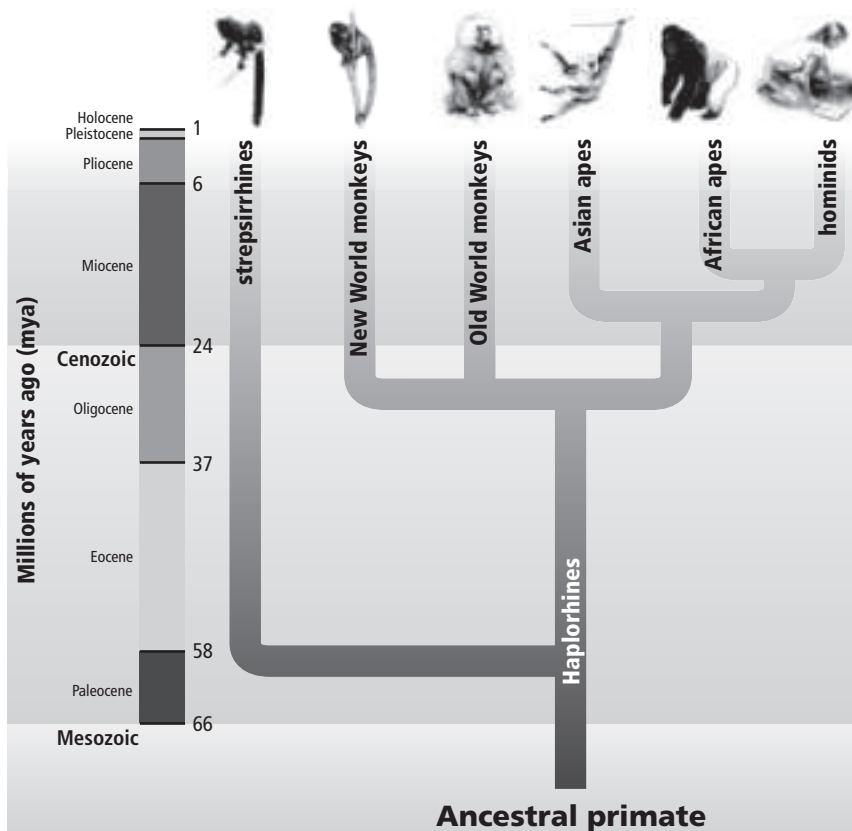 Holocene
Pleistocene
Pliocene
Miocene
Cenozoic
Oligocene
Eocene
Paleocene
Mesozoic
Millions of years ago (mya)
1
6
24
37
58
66
strepsirrhines
New World monkeys
Old World monkeys
Asian apes
African apes
hominids
Haplorhines
Ancestral primate